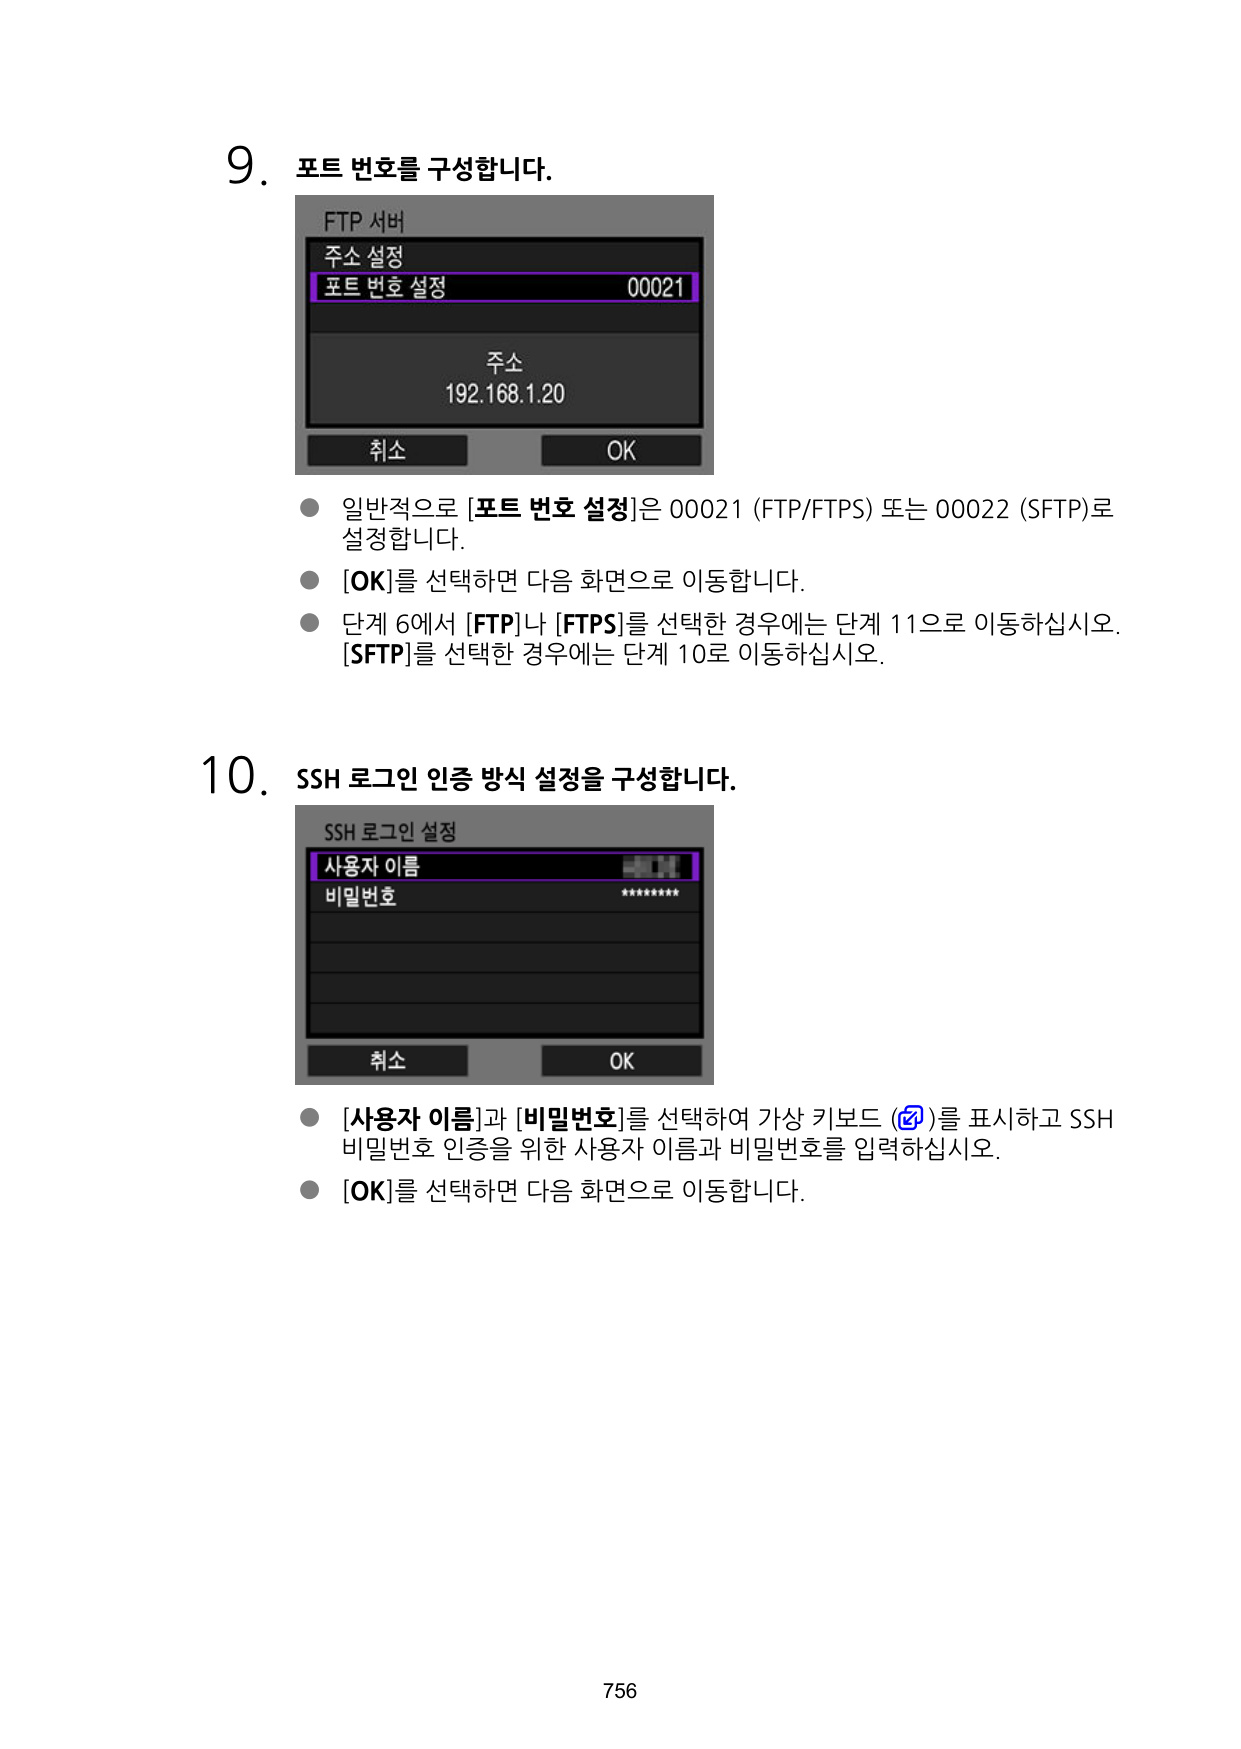 9. 포트 번호를 구성합니다.
FTP 서버
주소 설정
포트 번호 설정 00021
주소
192.168.1.20
취소 OK
● 일반적으로 [포트 번호 설정]은 00021 (FTP/FTPS) 또는 00022 (SFTP)로
설정합니다.
● [OK]를 선택하면 다음 화면으로 이동합니다.
● 단계 6에서 [FTP]나 [FTPS]를 선택한 경우에는 단계 11으로 이동하십시오.
[SFTP]를 선택한 경우에는 단계 10로 이동하십시오.
10. SSH 로그인 인증 방식 설정을 구성합니다.
SSH 로그인 설정
사용자 이름
비밀번호 ********
취소 OK
● [사용자 이름]과 [비밀번호]를 선택하여 가상 키보드 ()를 표시하고 SSH
비밀번호 인증을 위한 사용자 이름과 비밀번호를 입력하십시오.
● [OK]를 선택하면 다음 화면으로 이동합니다.
756